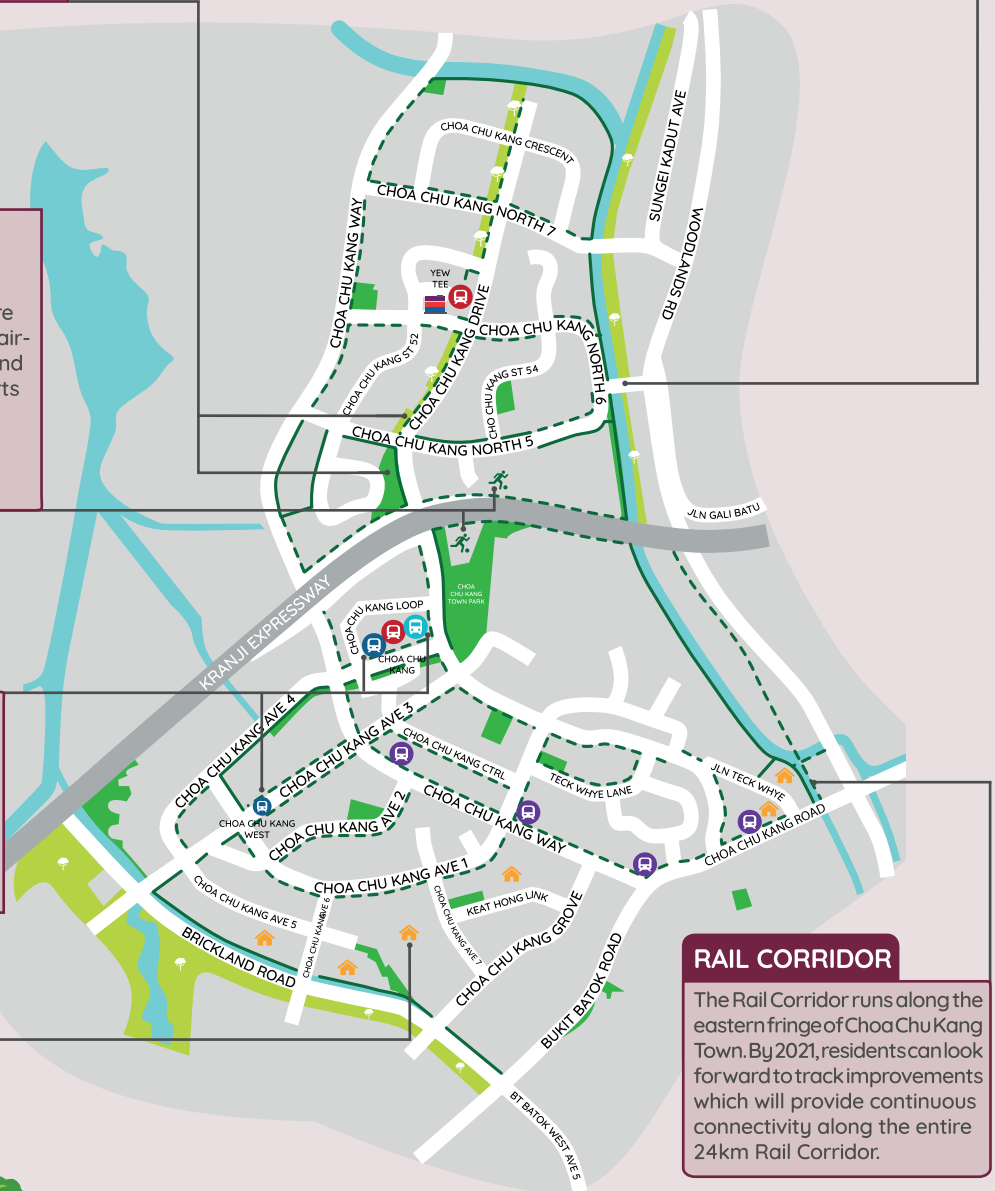 CHOA CHU KANG CRESCENT
SUNGEI KADUT AVE
CHOA CHU KANG NORTH 7
WOODLANDS RD
CHOA CHU KANG WAY
YEW
TEE
re
air-
nd
rts
CHOA CHU KANG DRIVE
CHOA CHU KANG NORTH 6
CHOA CHU KANG ST 52
CHO CHU KANG ST 54
CHOA CHU KANG NORTH 5
JLN GALI BATU
KRANJI EXPRESSWAY
CHOA
CHU KANG
TOWN PARK
CHOA CHU KANG LOOP
CHOA CHU
KANG
CHOA CHU KANG AVE 4
CHOA CHU KANG AVE 3
CHOA CHU KANG CTRL
TECK WHYE LANE
JLN TECK WHYE
CHOA CHU KANG
WEST
CHOA CHU KANG AVE 2
CHOA CHU KANG WAY
CHOA CHU KANG ROAD
CHOA CHU KANG AVE 1
CHOA CHU KANG AVE 5
CHOA CHU KANG AVE 6
KEAT HONG LINK
CHOA CHU KANG AVE 7
CHOA CHU KANG GROVE
BRICKLAND ROAD
BUKIT BATOK ROAD
BT BATOK WEST AVE 5
RAIL CORRIDOR
The Rail Corridor runs along the
eastern fringe of Choa Chu Kang
Town. By 2021, residents can look
forward to track improvements
which will provide continuous
connectivity along the entire
24km Rail Corridor.